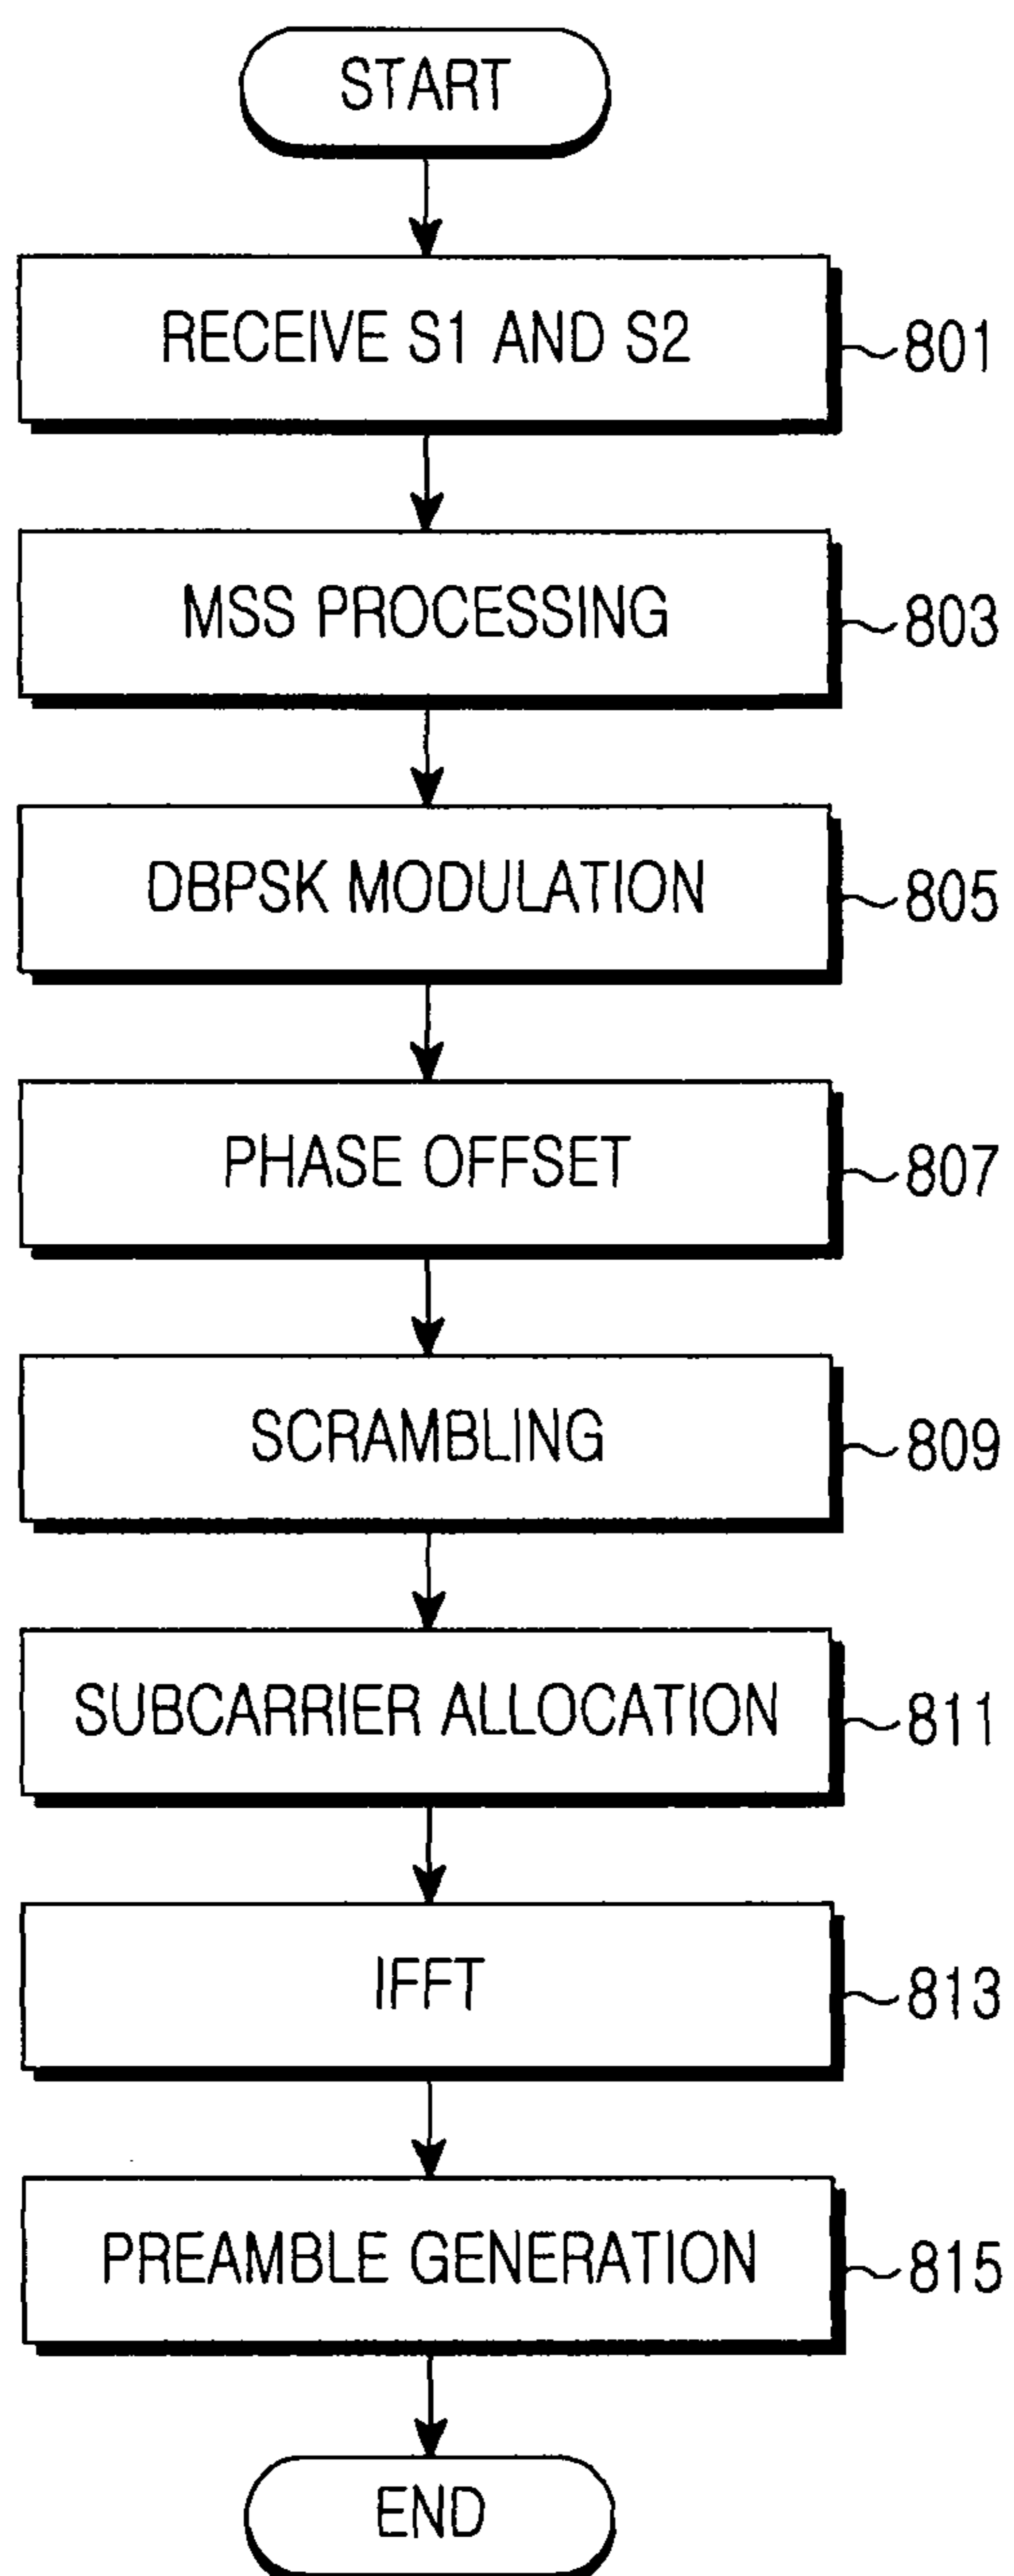 START
RECEIVE S1 AND S2
801
MSS PROCESSING
803
DBPSK MODULATION
805
PHASE OFFSET
807
SCRAMBLING
809
SUBCARRIER ALLOCATION
811
IFFT
813
PREAMBLE GENERATION
815
END